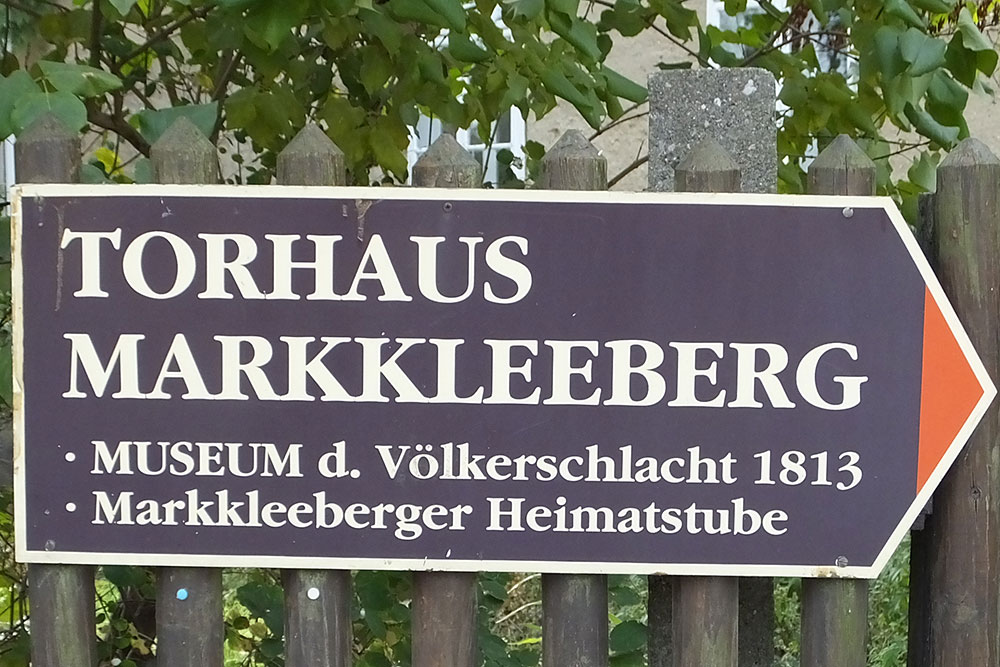 TORHAUS
MARKKLEEBERG
· MUSEUM d. Völkerschlacht 1813
· Markkleeberger Heimatstube